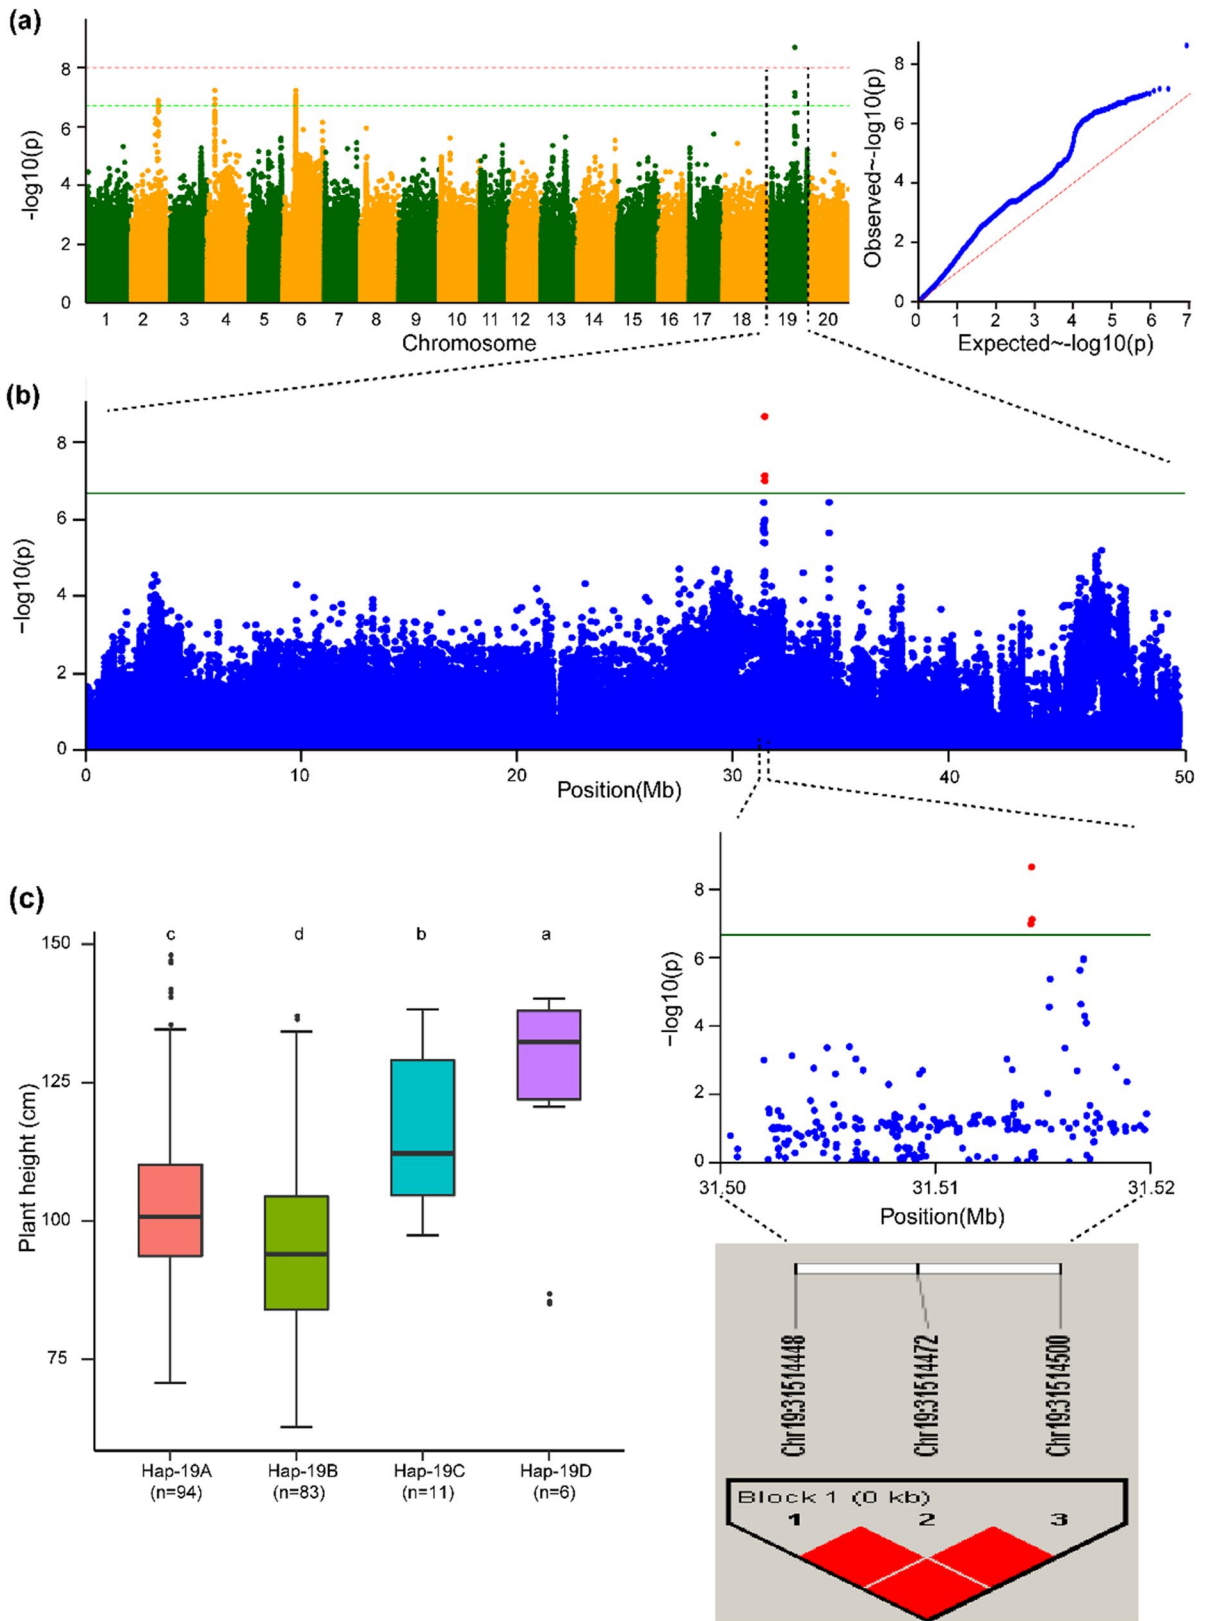 (a)
8
6
4
2
0
-log10(p)
1 2 3 4 5 6 7 8 9 10 11 12 13 14 15 16 17 18 19 20
Chromosome
8
6
4
2
0
Observed~-log10(p)
0 1 2 3 4 5 6 7
Expected~-log10(p)
(b)
8
6
4
2
0
−log10(p)
0 10 20 30 40 50
Position(Mb)
8
6
4
2
0
−log10(p)
31.50 31.51 31.52
Position(Mb)
(c)
150
125
100
75
Plant height (cm)
c d b a
Hap-19A Hap-19B Hap-19C Hap-19D
(n=94) (n=83) (n=11) (n=6)
Chr19:31514448
Chr19:31514472
Chr19:31514500
Block 1 (0 kb)
1 2 3